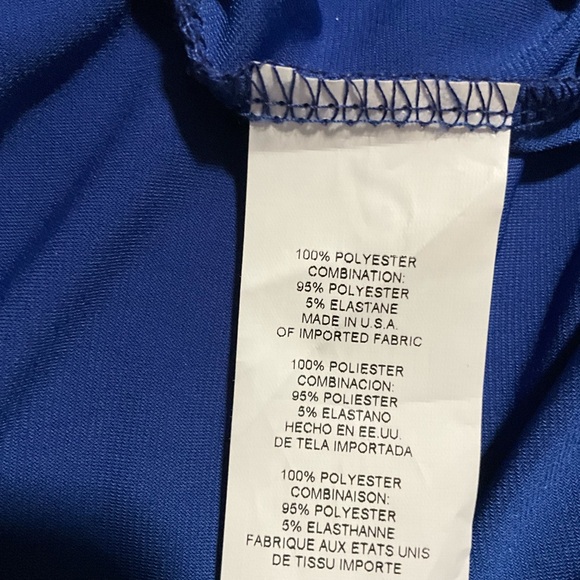 100% POLYESTER
COMBINATION:
95% POLYESTER
5% ELASTANE
MADE IN U.S.A.
OF IMPORTED FABRIC
100% POLIESTER
COMBINACION:
95% POLIESTER
5% ELASTANO
HECHO EN EE.UU.
DE TELA IMPORTADA
100% POLYESTER
COMBINAISON:
95% POLYESTER
5% ELASTHANNE
FABRIQUE AUX ETATS UNIS
DE TISSU IMPORTE